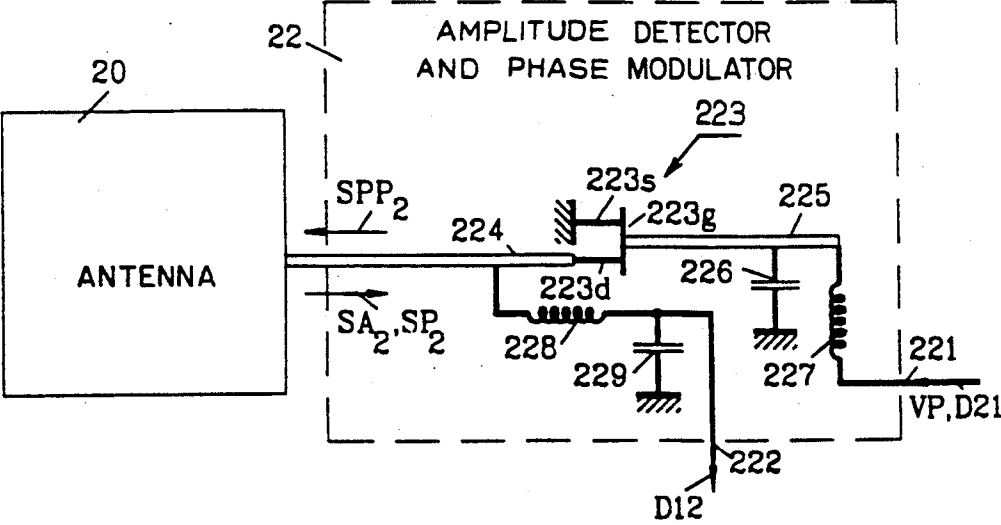 22
AMPLITUDE DETECTOR
AND PHASE MODULATOR
20
223
223s
SPP2
223g
225
224
ANTENNA
226
223d
SA2,SP2
228
229
227
221
VP,D21
222
D12